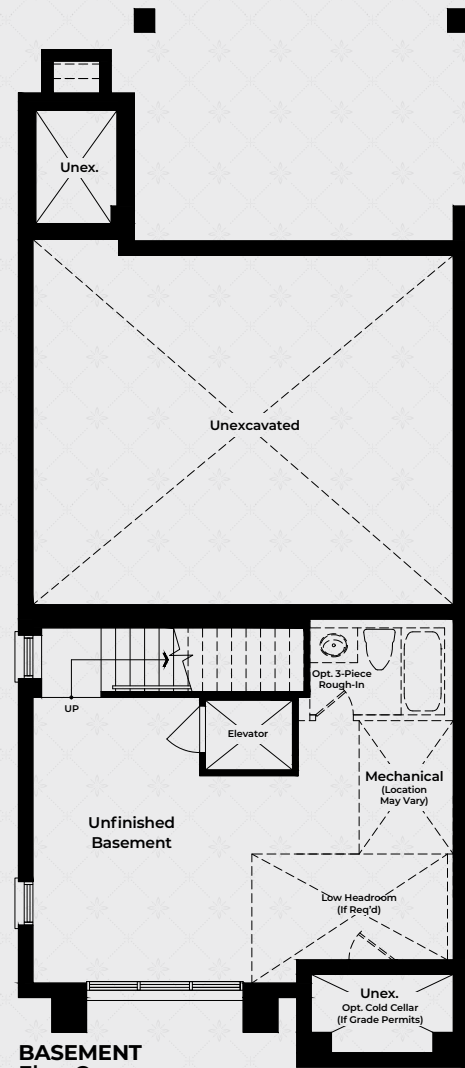 Unex.
Unexcavated
Opt. 3-Piece
Rough-In
UP
Elevator
Mechanical
(Location
May Vary)
Unfinished
Basement
Low Headroom
(If Req'd)
Unex.
Opt. Cold Cellar
(If Grade Permits)
BASEMENT